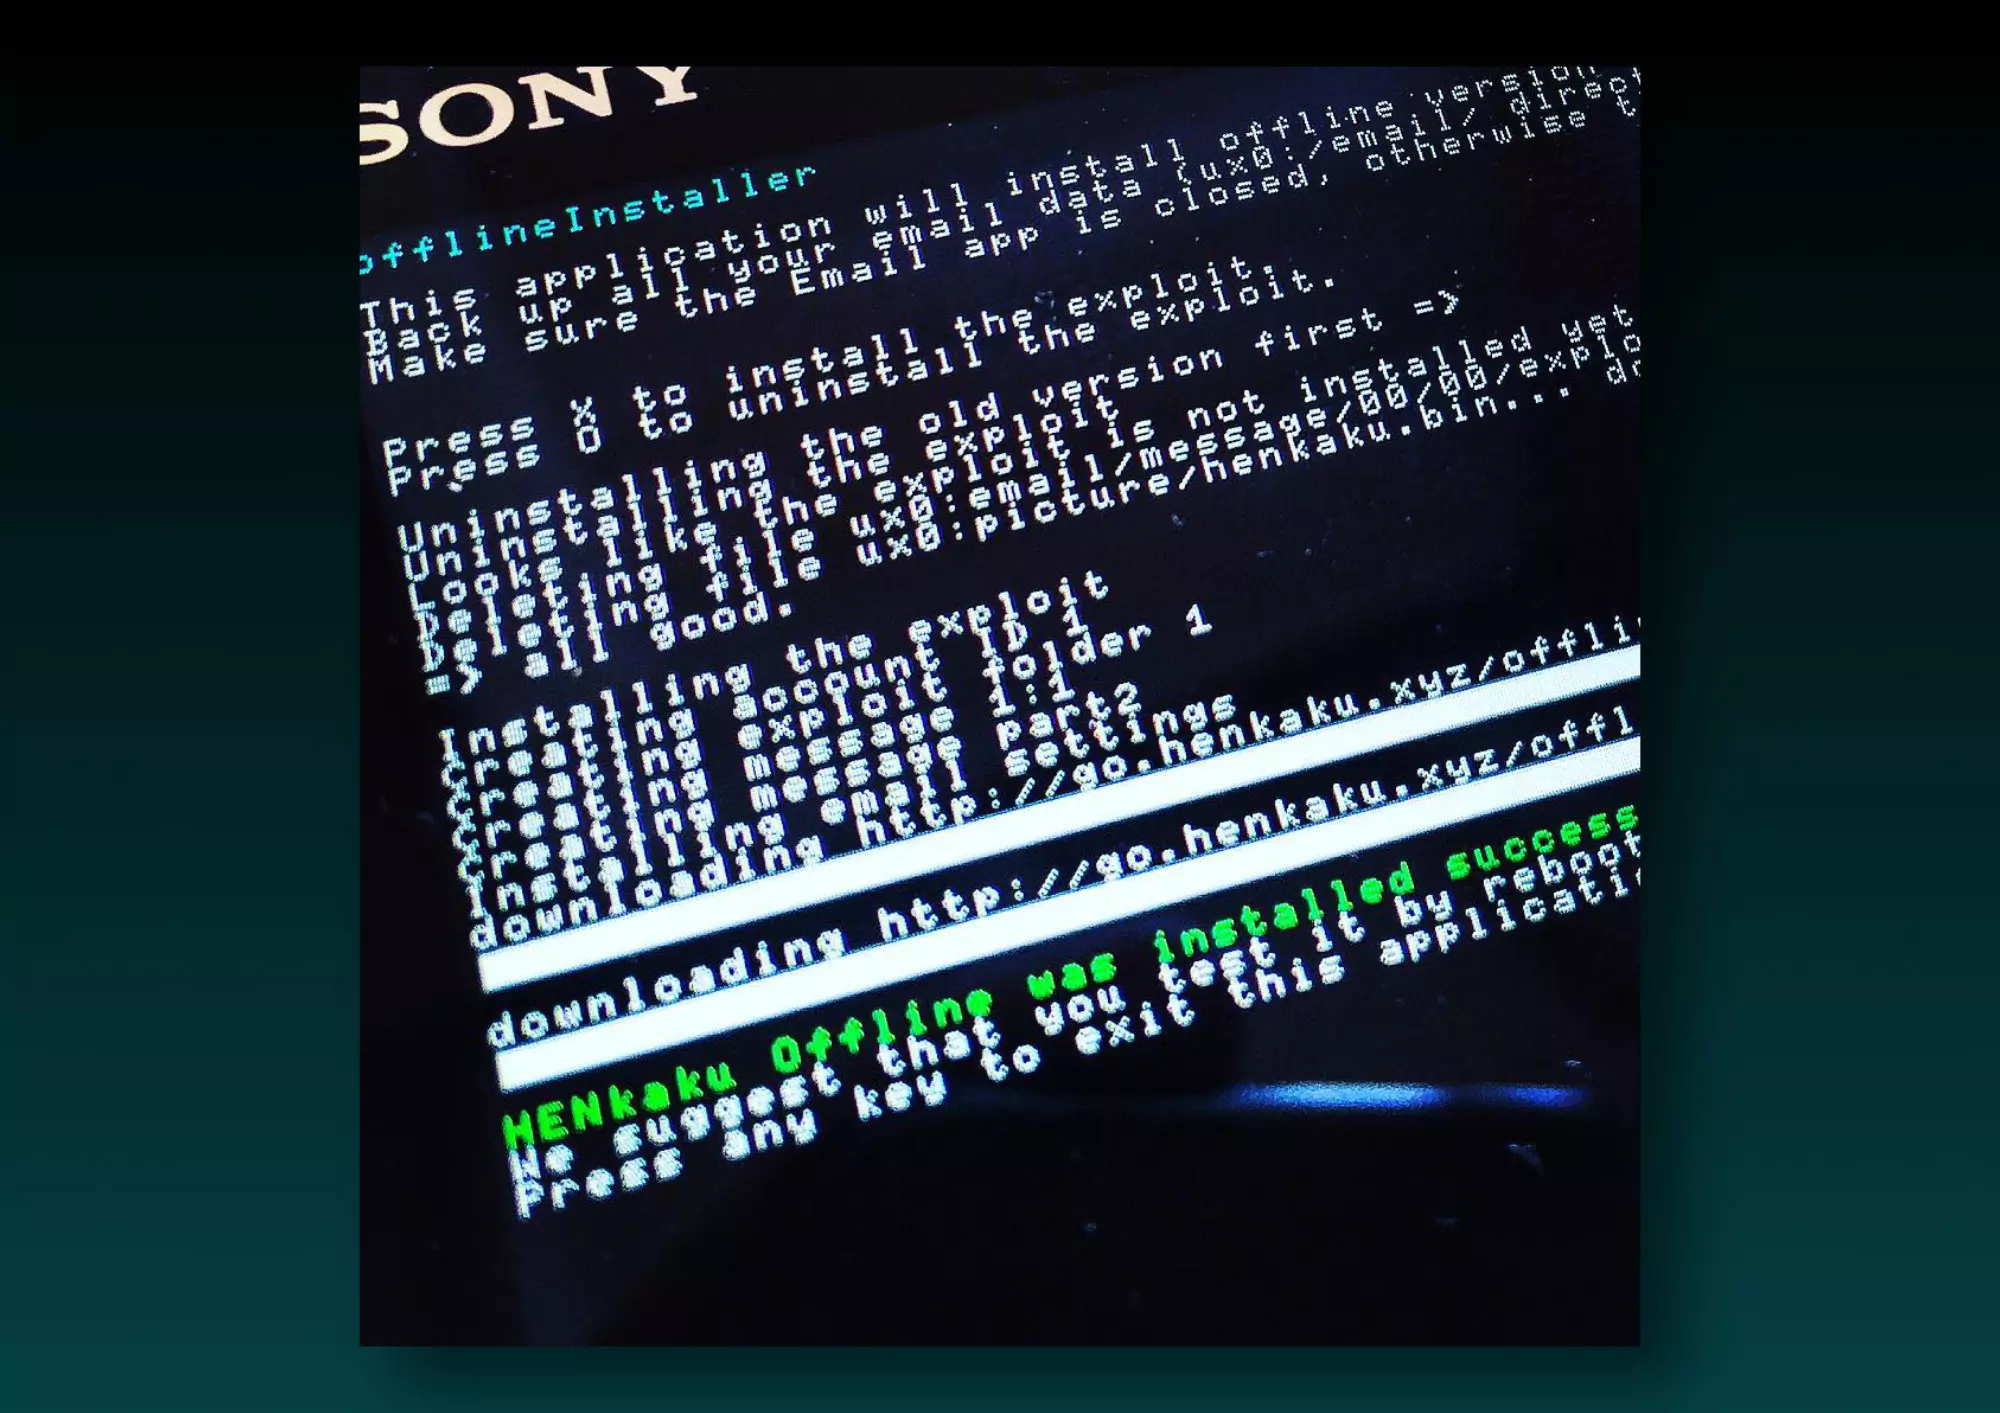 SONY
offlineInstaller
This application will install offline version
Back up all your email data (ux0:/email/ direct
Make sure the Email app is closed, otherwise t
Press X to install the exploit.
Press O to uninstall the exploit.
Uninstalling the old version first =>
Uninstalling the exploit
Looks like the exploit is not installed yet
Deleting file ux0:email/message/00/00/explo
Deleting file ux0:picture/henkaku.bin... do
=> all good.
Installing the exploit
Creating account ID 1
Creating exploit folder 1
Creating message 1:1
Creating message part2
Installing email settings
downloading http://go.henkaku.xyz/offli
downloading http://go.henkaku.xyz/offl
HENkaku Offline was installed success
We suggest that you test it by reboot
Press any key to exit this applicati